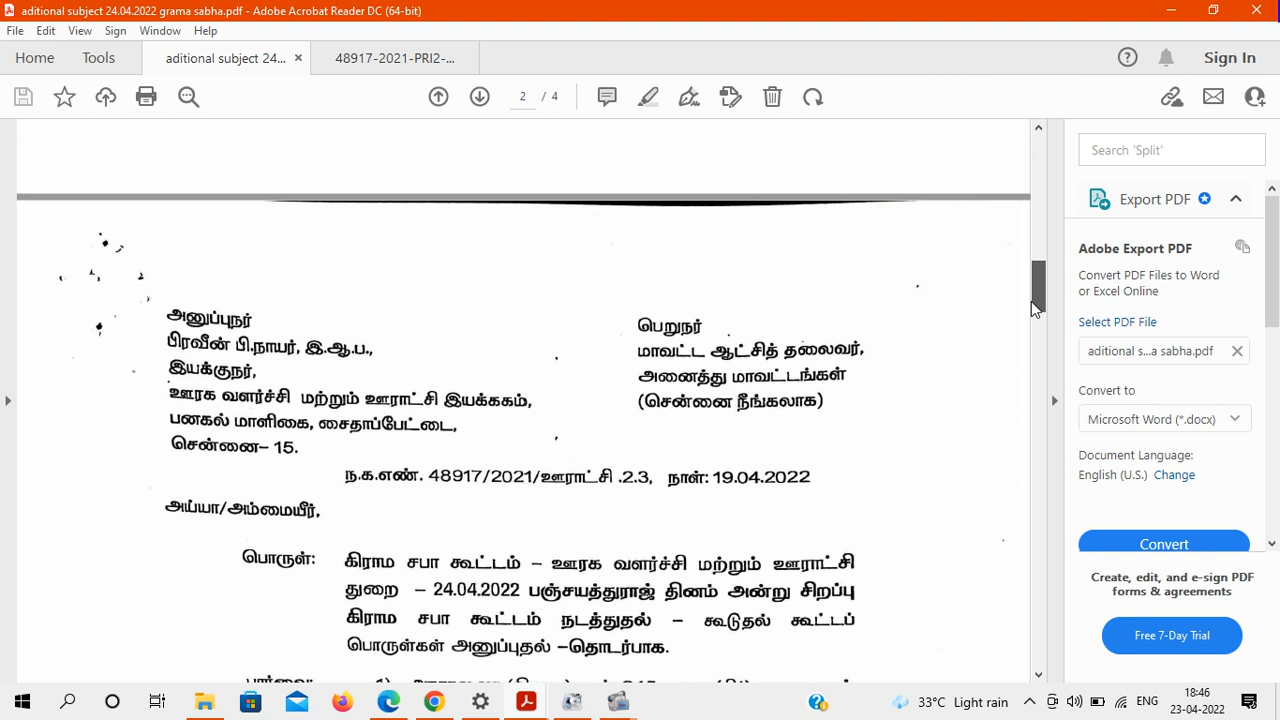 aditional subject 24.04.2022 grama sabha.pdf - Adobe Acrobat Reader DC (64-bit)
File Edit View Sign Window Help
Home Tools aditional subject 24... × 48917-2021-PRI2-... Sign In
2 / 4
Search 'Split'
Export PDF
Adobe Export PDF
Convert PDF Files to Word
or Excel Online
Select PDF File
aditional s...a sabha.pdf
Convert to
Microsoft Word (*.docx)
Document Language:
English (U.S.) Change
Convert
Create, edit, and e-sign PDF
forms & agreements
Free 7-Day Trial
அனுப்புநர்
பிரவீன் பி.நாயர், இ.ஆ.ப.,
இயக்குநர்,
ஊரக வளர்ச்சி மற்றும் ஊராட்சி இயக்ககம்,
பனகல் மாளிகை, சைதாப்பேட்டை,
சென்னை– 15.
பெறுநர்
மாவட்ட ஆட்சித் தலைவர்,
அனைத்து மாவட்டங்கள்
(சென்னை நீங்கலாக)
ந.க.எண். 48917/2021/ஊராட்சி .2.3, நாள்: 19.04.2022
அய்யா/அம்மையீர்,
பொருள்: கிராம சபா கூட்டம் – ஊரக வளர்ச்சி மற்றும் ஊராட்சி
துறை – 24.04.2022 பஞ்சயத்துராஜ் தினம் அன்று சிறப்பு
கிராம சபா கூட்டம் நடத்துதல் – கூடுதல் கூட்டப்
பொருள்கள் அனுப்புதல் –தொடர்பாக.
33°C Light rain ENG 18:46
23-04-2022